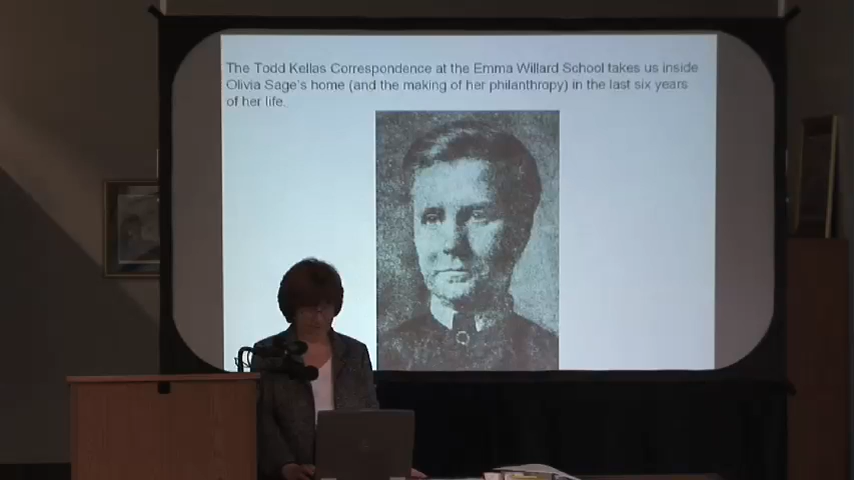 The Todd Kellas Correspondence at the Emma Willard School takes us inside
Olivia Sage's home (and the making of her philanthropy) in the last six years
of her life.